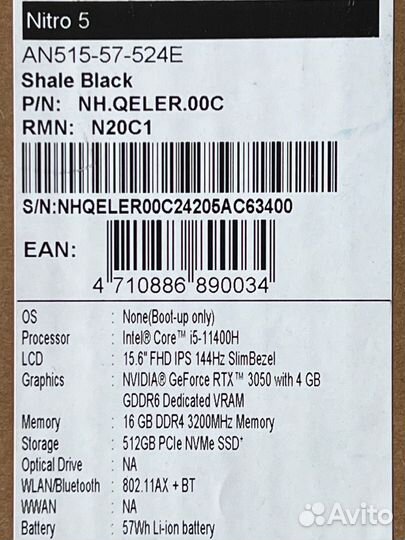 Nitro 5
AN515-57-524E
Shale Black
P/N: NH.QELER.00C
RMN: N20C1
S/N:NHQELER00C24205AC63400
EAN:
4 710886 890034
OS : None(Boot-up only)
Processor : Intel® Core™ i5-11400H
LCD : 15.6" FHD IPS 144Hz SlimBezel
Graphics : NVIDIA® GeForce RTX™ 3050 with 4 GB
GDDR6 Dedicated VRAM
Memory : 16 GB DDR4 3200MHz Memory
Storage : 512GB PCIe NVMe SSD+
Optical Drive : NA
WLAN/Bluetooth : 802.11AX + BT
WWAN : NA
Battery : 57Wh Li-ion battery
Avito